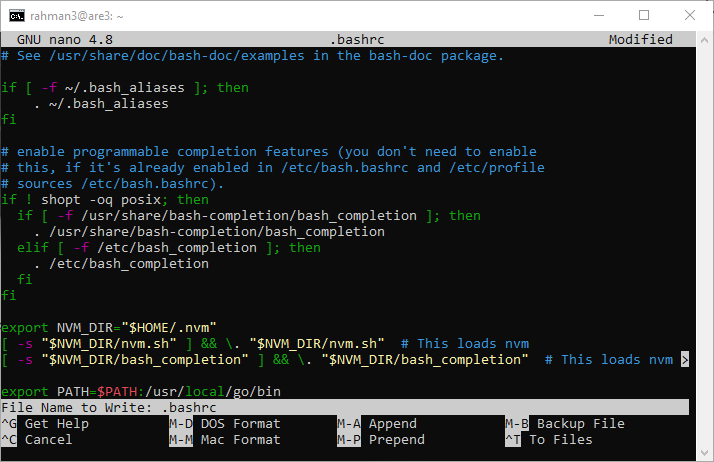 rahman3@are3: ~
GNU nano 4.8 .bashrc Modified
# See /usr/share/doc/bash-doc/examples in the bash-doc package.
if [ -f ~/.bash_aliases ]; then
    . ~/.bash_aliases
fi
# enable programmable completion features (you don't need to enable
# this, if it's already enabled in /etc/bash.bashrc and /etc/profile
# sources /etc/bash.bashrc).
if ! shopt -oq posix; then
  if [ -f /usr/share/bash-completion/bash_completion ]; then
    . /usr/share/bash-completion/bash_completion
  elif [ -f /etc/bash_completion ]; then
    . /etc/bash_completion
  fi
fi
export NVM_DIR="$HOME/.nvm"
[ -s "$NVM_DIR/nvm.sh" ] && \. "$NVM_DIR/nvm.sh"  # This loads nvm
[ -s "$NVM_DIR/bash_completion" ] && \. "$NVM_DIR/bash_completion"  # This loads nvm >
export PATH=$PATH:/usr/local/go/bin
File Name to Write: .bashrc
^G Get Help M-D DOS Format M-A Append M-B Backup File
^C Cancel M-M Mac Format M-P Prepend ^T To Files